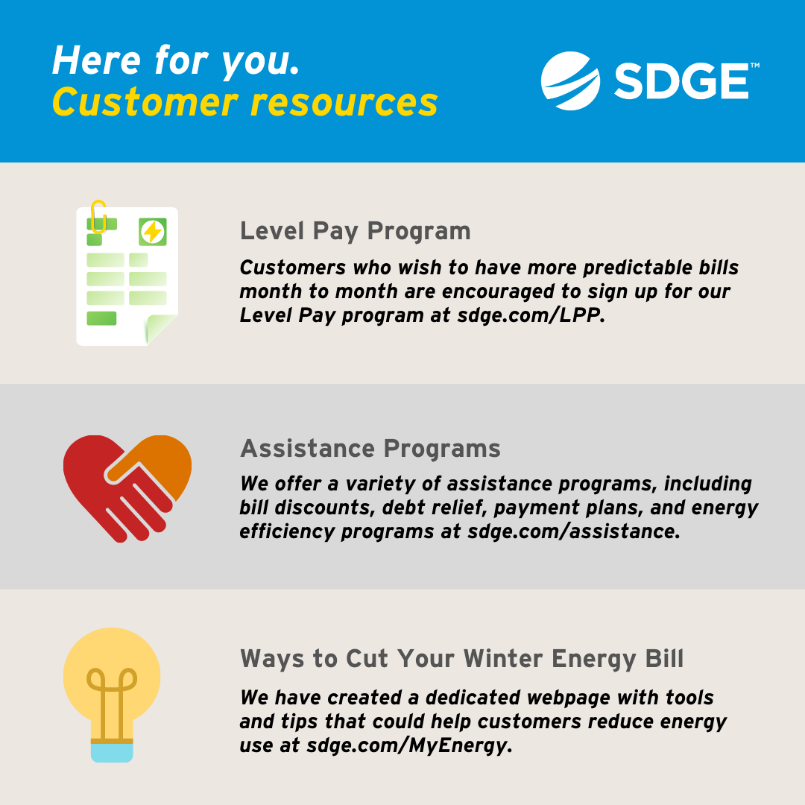 Here for you.
Customer resources
SDGE™
Level Pay Program
Customers who wish to have more predictable bills
month to month are encouraged to sign up for our
Level Pay program at sdge.com/LPP.
Assistance Programs
We offer a variety of assistance programs, including
bill discounts, debt relief, payment plans, and energy
efficiency programs at sdge.com/assistance.
Ways to Cut Your Winter Energy Bill
We have created a dedicated webpage with tools
and tips that could help customers reduce energy
use at sdge.com/MyEnergy.